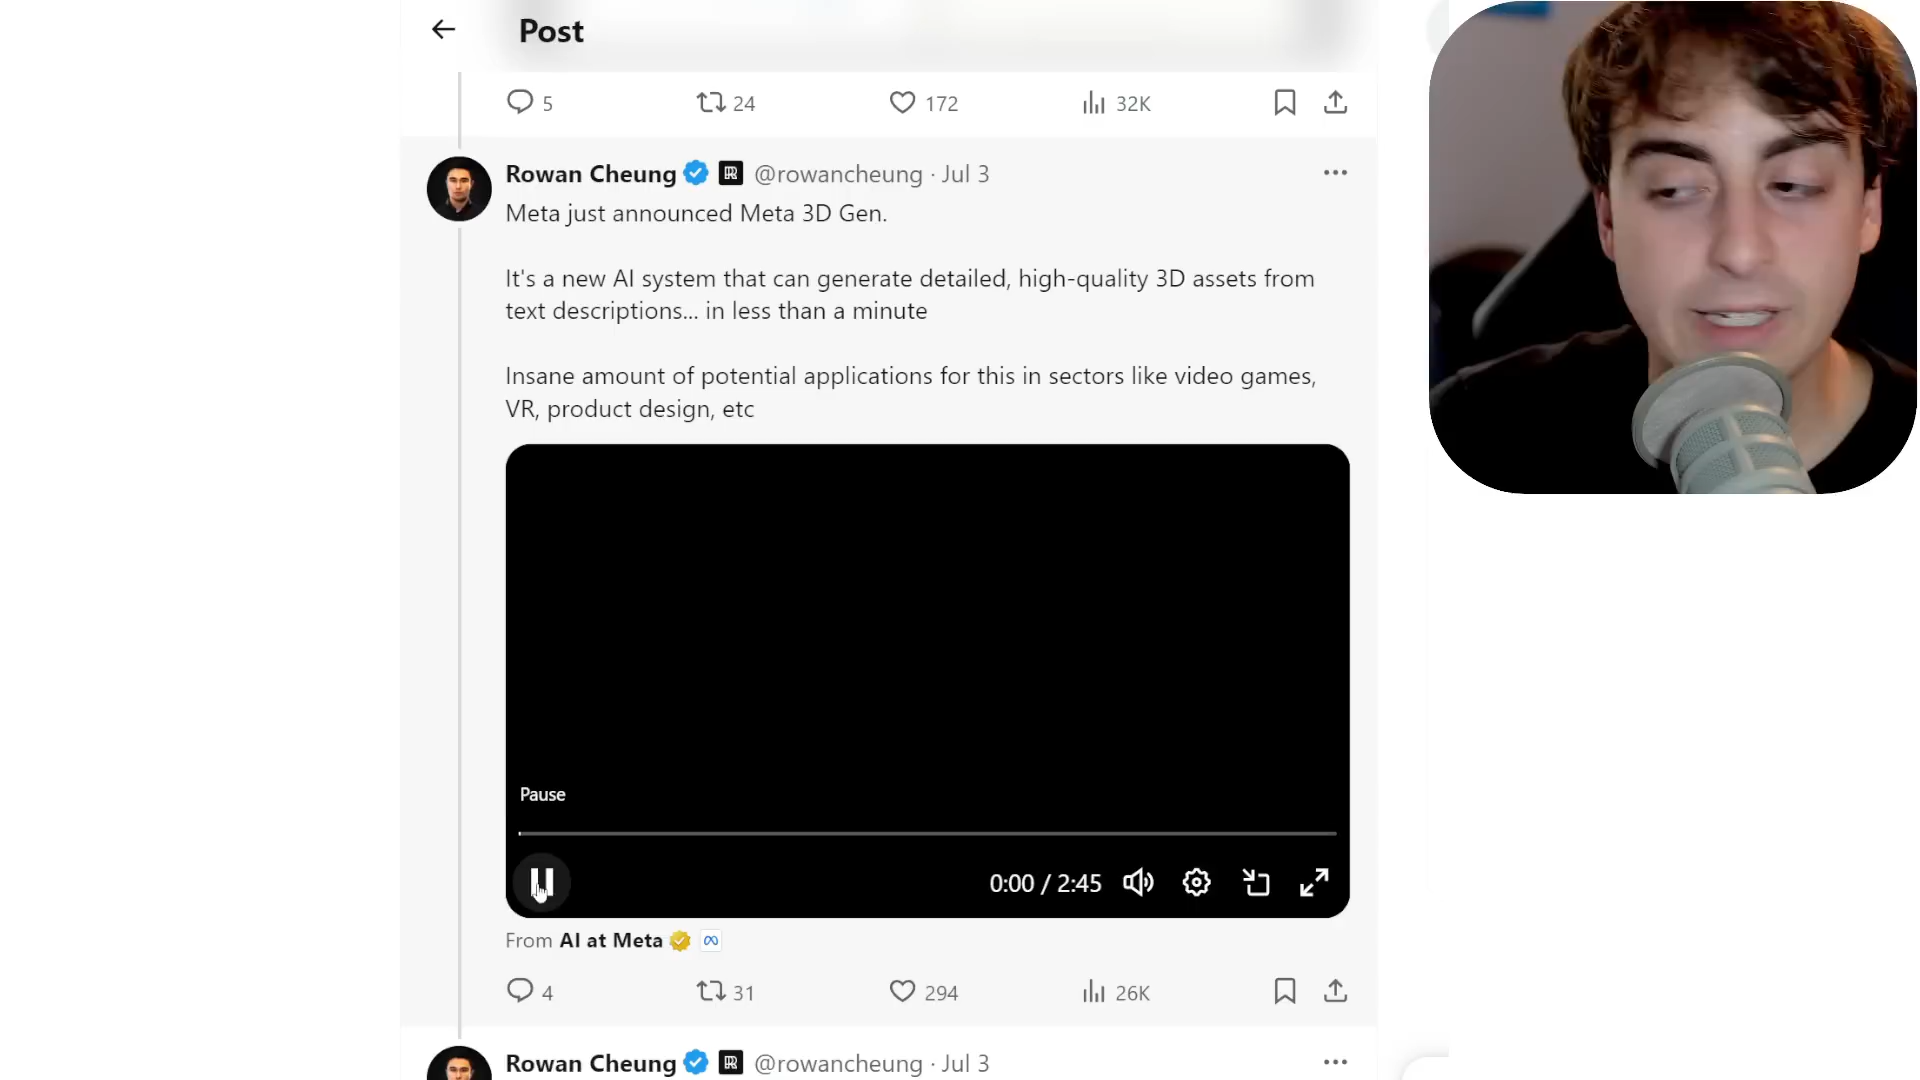 Post
5 24 172 32K
Rowan Cheung @rowancheung · Jul 3
Meta just announced Meta 3D Gen.
It's a new AI system that can generate detailed, high-quality 3D assets from
text descriptions... in less than a minute
Insane amount of potential applications for this in sectors like video games,
VR, product design, etc
Pause
0:00 / 2:45
From AI at Meta
4 31 294 26K
Rowan Cheung @rowancheung · Jul 3